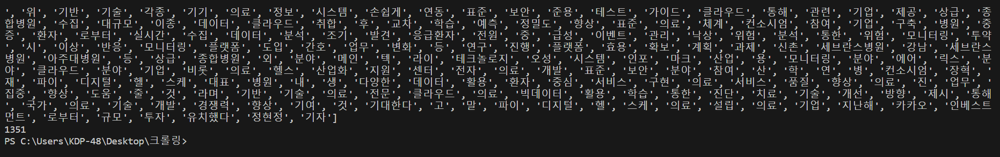 ', '위', '기반', '기술', '각종', '기기', '의료', '정보', '시스템', '손쉽게', '연동', '표준', '보안', '준용', '테스트', '가이드', '클라우드', '통해', '관련', '기업', '제공', '상급', '종
합병원', '수집', '대규모', '이종', '데이터', '클라우드', '취합', '후', '교차', '학습', '예측', '정밀도', '향상', '표준', '의료', '체계', '컨소시엄', '참여', '기업', '구축', '병원', '중
증', '환자', '로부터', '실시간', '수집', '데이터', '분석', '조기', '발견', '응급환자', '전원', '중', '급성', '이벤트', '관리', '낙상', '위험', '분석', '통한', '위험', '모니터링', '투약
', '시', '이상', '반응', '모니터링', '플랫폼', '도입', '간호', '업무', '변화', '등', '연구', '진행', '플랫폼', '효용', '확보', '계획', '과제', '신촌', '세브란스병원', '강남', '세브란스
병원', '아주대병원', '등', '상급', '종합병원', '외', '분야', '메인', '텍', '라이', '테크놀로지', '오성', '시스템', '인포', '마크', '산업', '용', '모니터링', '분야', '에어', '릭스', '분
야', '클라우드', '분야', '기업', '비롯', '의료', '헬스', '산업화', '지원', '센터', '전자', '의료', '개발', '표준', '보안', '분야', '참여', '산', '학', '연', '병', '컨소시엄', '장혁', '
재', '파이', '디지털', '헬', '스케', '대표', '병원', '내', '생', '다양한', '데이터', '활용', '환자', '중심', '서비스', '구현', '의료', '서비스', '품질', '향상', '의료', '진', '업무', '
집중', '향상', '도움', '줄', '것', '라며', '기반', '기술', '의료', '전문', '클라우드', '의료', '빅데이터', '활용', '학습', '통한', '진단', '치료', '기술', '개선', '방향', '제시', '통해
', '국가', '의료', '기술', '개발', '경쟁력', '향상', '기여', '것', '기대한다', '고', '말', '파이', '디지털', '헬', '스케', '의료', '설립', '의료', '기업', '지난해', '카카오', '인베스트
먼트', '로부터', '규모', '투자', '유치했다', '정현정', '기자']
1351
PS C:\Users\KDP-48\Desktop\크롤링>